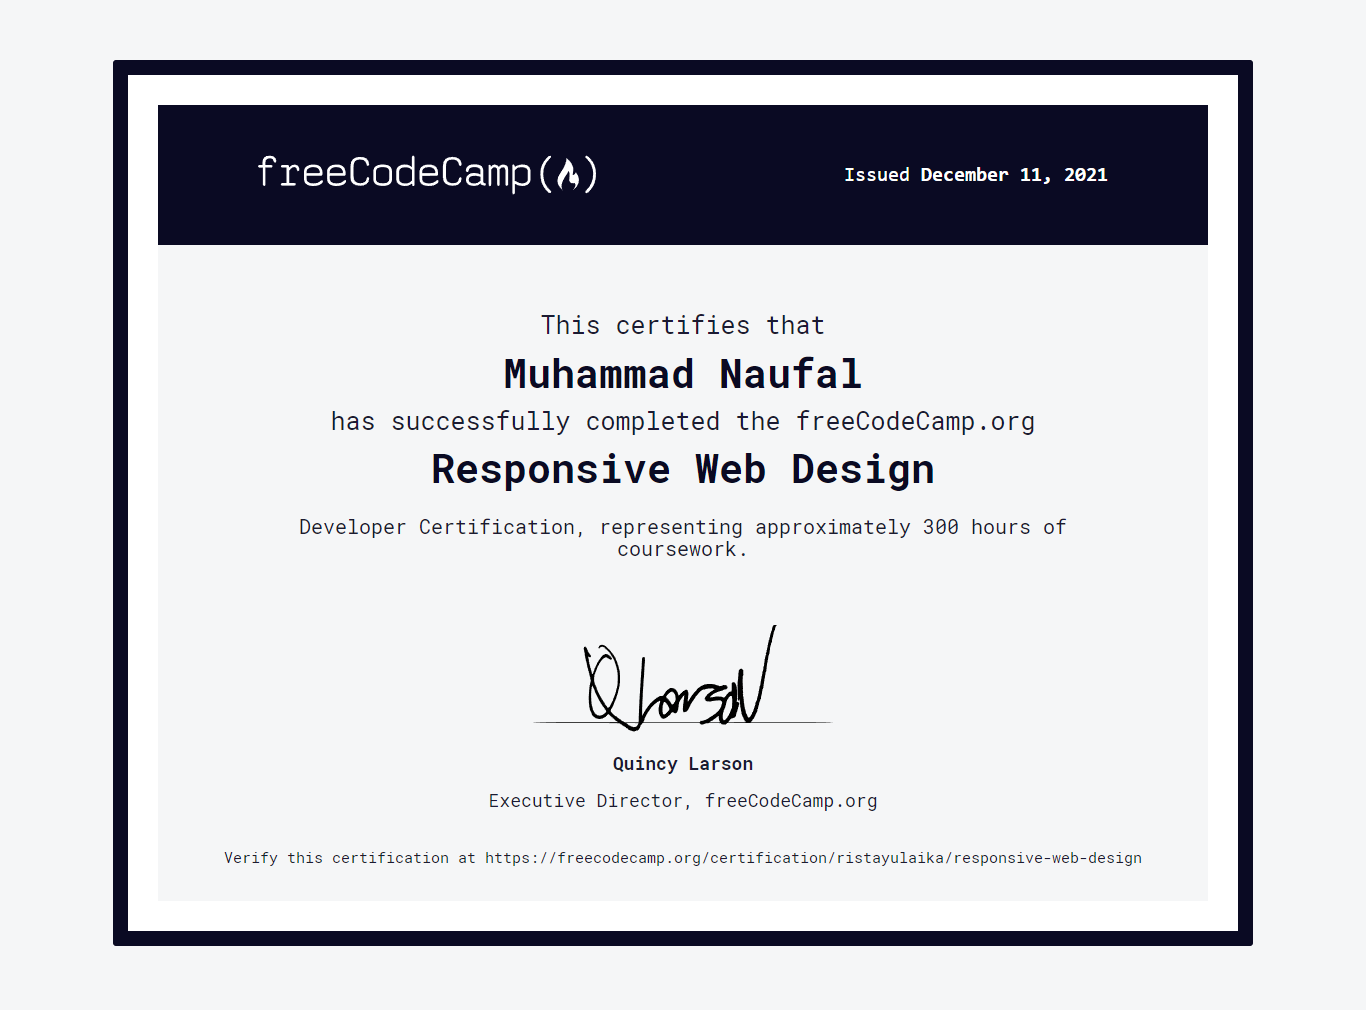 freeCodeCamp
Issued December 11, 2021
This certifies that
Muhammad Naufal
has successfully completed the freeCodeCamp.org
Responsive Web Design
Developer Certification, representing approximately 300 hours of
coursework.
Q Larson
Quincy Larson
Executive Director, freeCodeCamp.org
Verify this certification at https://freecodecamp.org/certification/ristayulaika/responsive-web-design